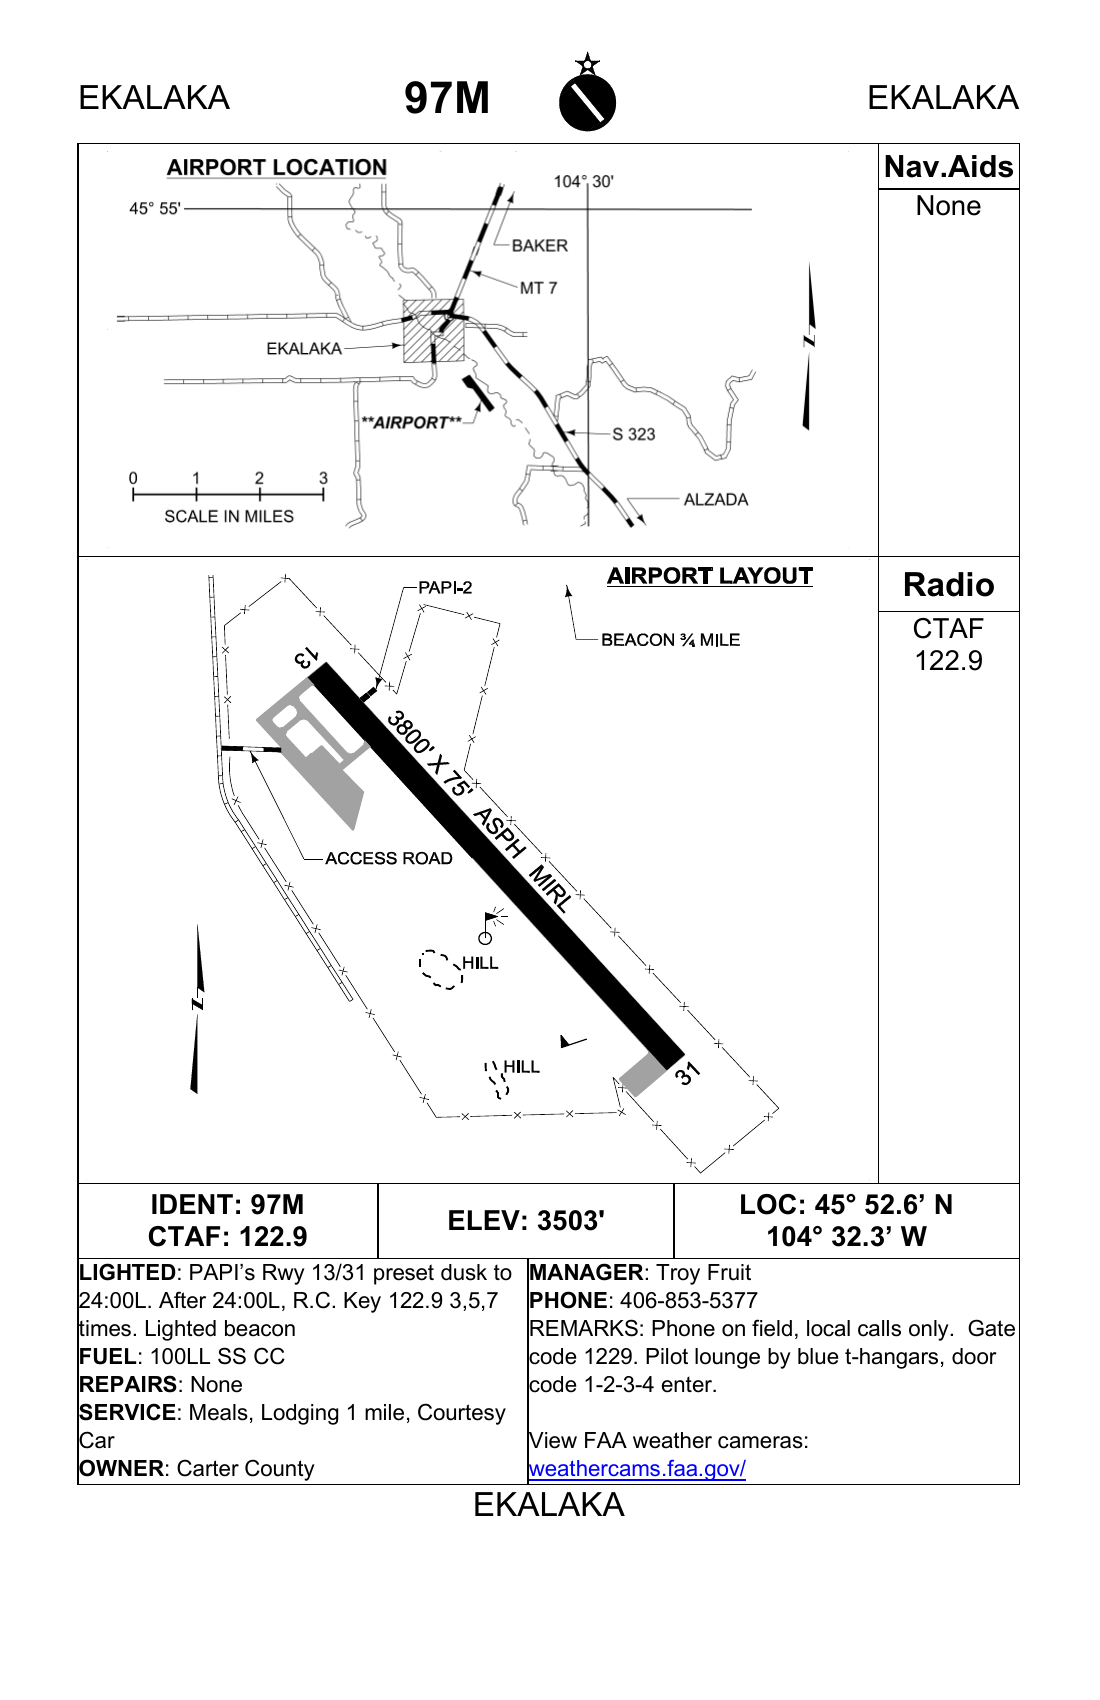 EKALAKA 97M EKALAKA
AIRPORT LOCATION
104° 30'
45° 55'
BAKER
MT 7
N
EKALAKA
**AIRPORT**
S 323
0 1 2 3
SCALE IN MILES
ALZADA
Nav.Aids
None
AIRPORT LAYOUT
PAPI-2
BEACON ¾ MILE
13
3800' X 75' ASPH MIRL
ACCESS ROAD
HILL
N
HILL
31
Radio
CTAF
122.9
IDENT: 97M
CTAF: 122.9
ELEV: 3503'
LOC: 45° 52.6’ N
104° 32.3’ W
LIGHTED: PAPI’s Rwy 13/31 preset dusk to
24:00L. After 24:00L, R.C. Key 122.9 3,5,7
times. Lighted beacon
FUEL: 100LL SS CC
REPAIRS: None
SERVICE: Meals, Lodging 1 mile, Courtesy
Car
OWNER: Carter County
MANAGER: Troy Fruit
PHONE: 406-853-5377
REMARKS: Phone on field, local calls only.  Gate
code 1229. Pilot lounge by blue t-hangars, door
code 1-2-3-4 enter.
View FAA weather cameras:
weathercams.faa.gov/
EKALAKA